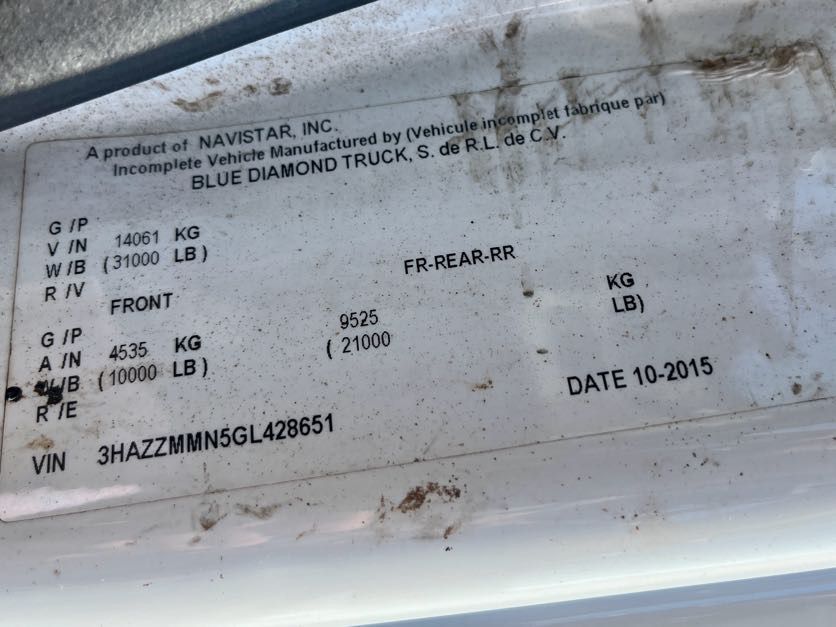 A product of NAVISTAR, INC.
Incomplete Vehicle Manufactured by (Vehicule incomplet fabrique par)
BLUE DIAMOND TRUCK, S. de R.L. de C.V.
G /P
V /N 14061 KG
W/B (31000 LB)
R /V
FRONT FR-REAR-RR
G /P
A /N 4535 KG 9525 KG
W/B (10000 LB) ( 21000 LB)
R /E
DATE 10-2015
VIN 3HAZZMMN5GL428651